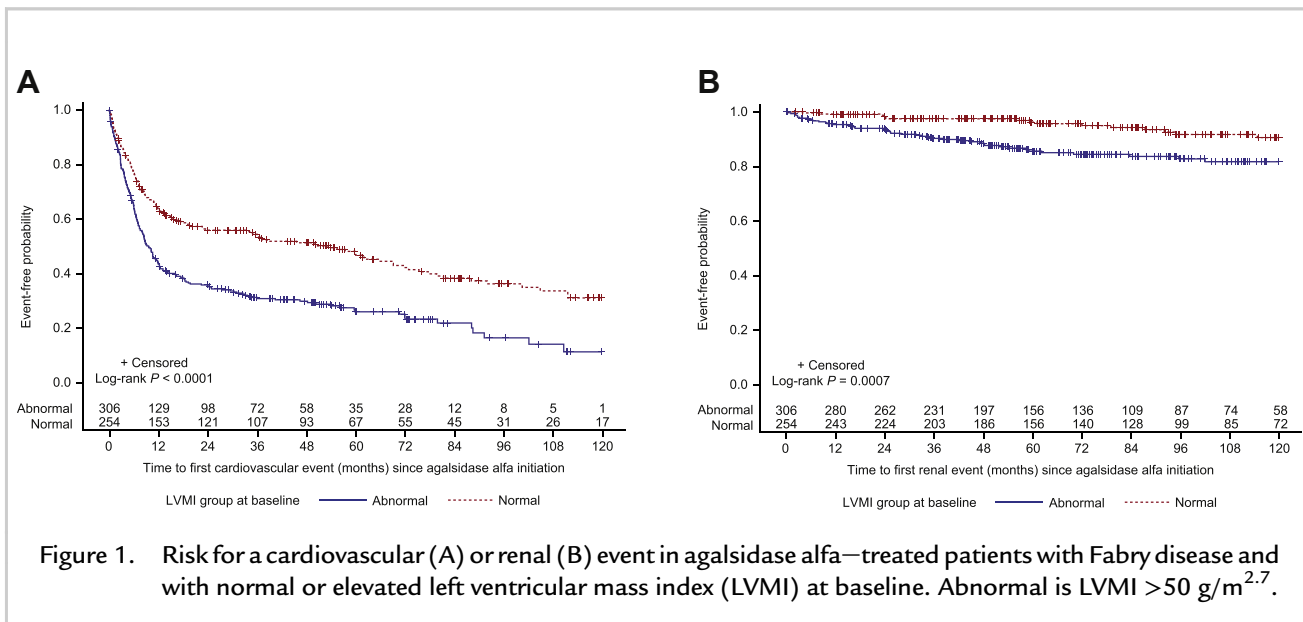 A
1.0
0.8
0.6
0.4
0.2
0.0
Event-free probability
+ Censored
Log-rank P < 0.0001
Abnormal 306 129 98 72 58 35 28 12 8 5 1
Normal 254 153 121 107 93 67 55 45 31 26 17
0 12 24 36 48 60 72 84 96 108 120
Time to first cardiovascular event (months) since agalsidase alfa initiation
LVMI group at baseline Abnormal Normal
B
1.0
0.8
0.6
0.4
0.2
0.0
Event-free probability
+ Censored
Log-rank P = 0.0007
Abnormal 306 280 262 231 197 156 136 109 87 74 58
Normal 254 243 224 203 186 156 140 128 99 85 72
0 12 24 36 48 60 72 84 96 108 120
Time to first renal event (months) since agalsidase alfa initiation
LVMI group at baseline Abnormal Normal
Figure 1. Risk for a cardiovascular (A) or renal (B) event in agalsidase alfa–treated patients with Fabry disease and
with normal or elevated left ventricular mass index (LVMI) at baseline. Abnormal is LVMI >50 g/m^2.7.